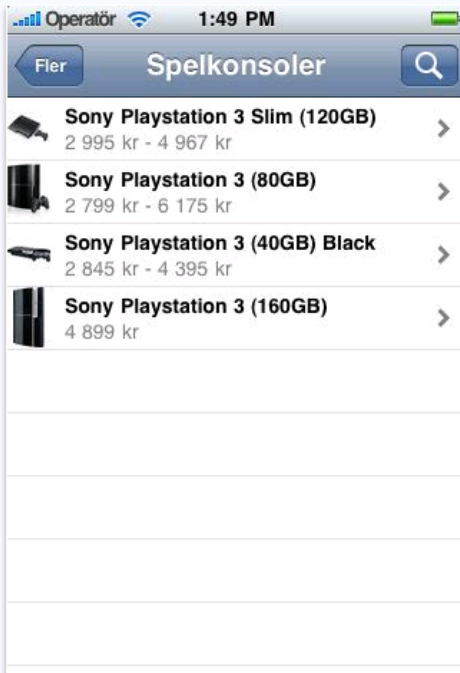 Operatör 1:49 PM
Fler Spelkonsoler
Sony Playstation 3 Slim (120GB)
2 995 kr - 4 967 kr
Sony Playstation 3 (80GB)
2 799 kr - 6 175 kr
Sony Playstation 3 (40GB) Black
2 845 kr - 4 395 kr
Sony Playstation 3 (160GB)
4 899 kr